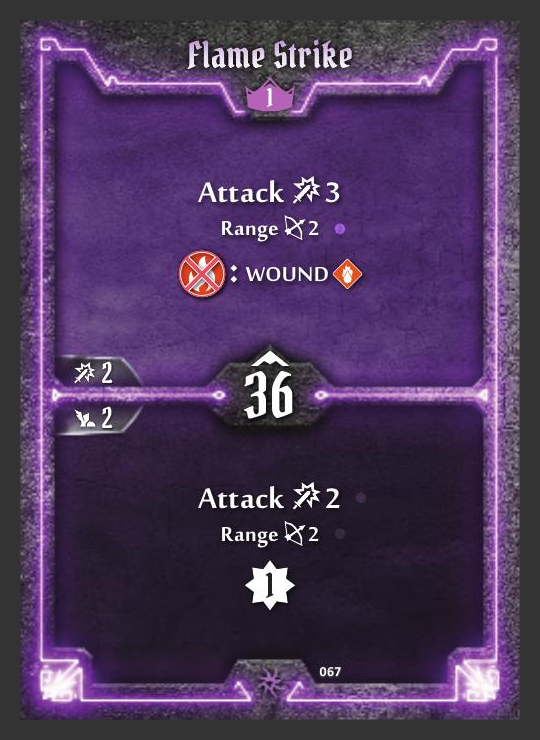 Flame Strike
1
Attack 3
Range 2
: WOUND
2
36
2
Attack 2
Range 2
1
067